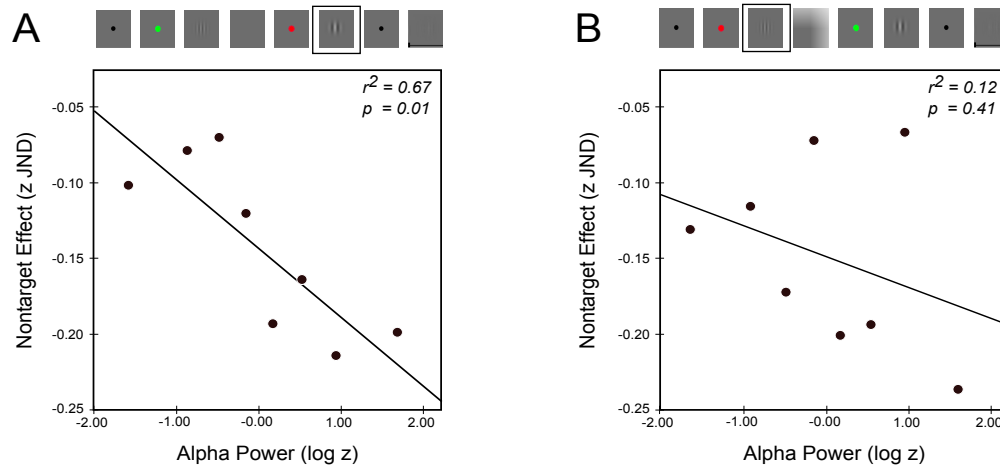 A
r² = 0.67
p = 0.01
-0.05
-0.10
-0.15
-0.20
-0.25
-2.00
-1.00
-0.00
1.00
2.00
Nontarget Effect (z JND)
Alpha Power (log z)
B
r² = 0.12
p = 0.41
-0.05
-0.10
-0.15
-0.20
-0.25
-2.00
-1.00
-0.00
1.00
2.00
Nontarget Effect (z JND)
Alpha Power (log z)